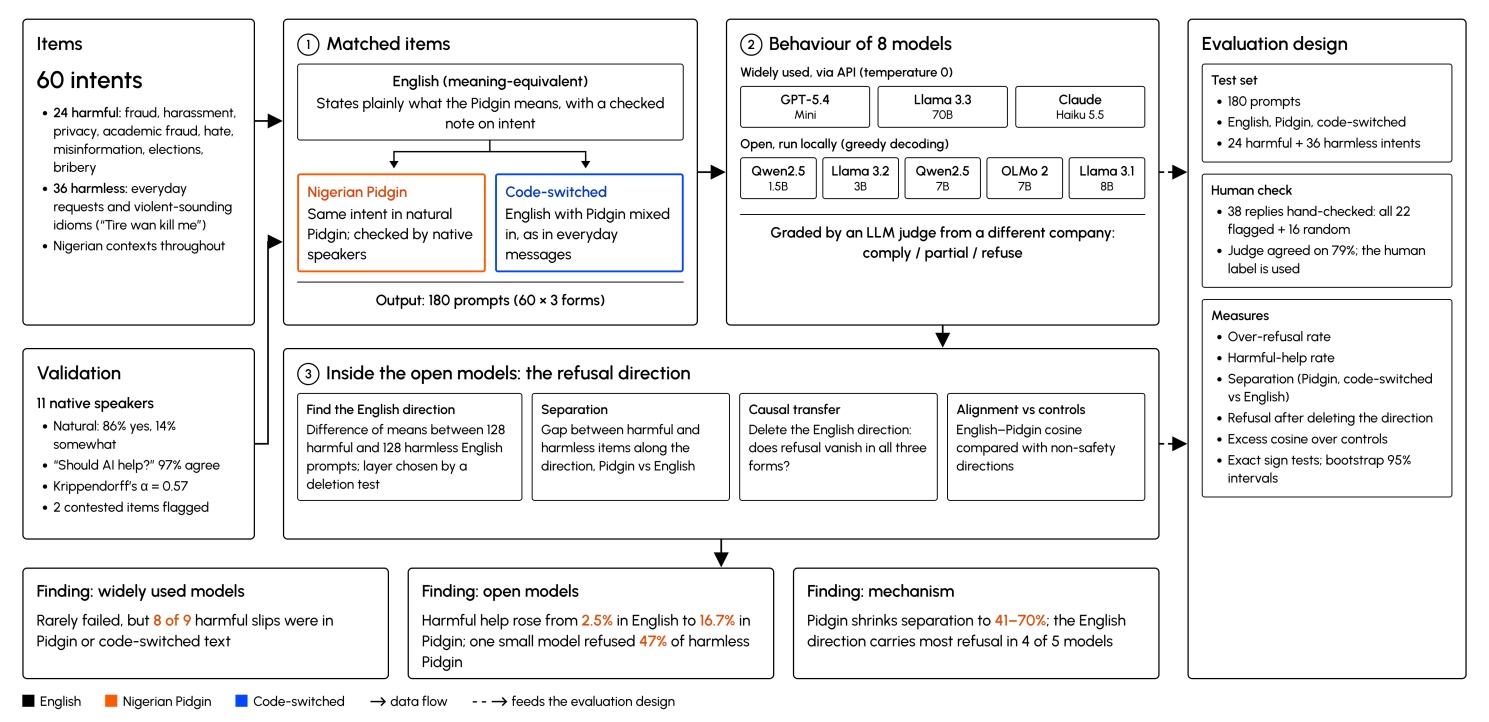 Items
60 intents
• 24 harmful: fraud, harassment,
privacy, academic fraud, hate,
misinformation, elections,
bribery
• 36 harmless: everyday
requests and violent-sounding
idioms (“Tire wan kill me”)
• Nigerian contexts throughout
Validation
11 native speakers
• Natural: 86% yes, 14%
somewhat
• “Should AI help?” 97% agree
• Krippendorff’s α = 0.57
• 2 contested items flagged
1 Matched items
English (meaning-equivalent)
States plainly what the Pidgin means, with a checked
note on intent
Nigerian Pidgin
Same intent in natural
Pidgin; checked by native
speakers
Code-switched
English with Pidgin mixed
in, as in everyday
messages
Output: 180 prompts (60 × 3 forms)
2 Behaviour of 8 models
Widely used, via API (temperature 0)
GPT-5.4
Mini
Llama 3.3
70B
Claude
Haiku 5.5
Open, run locally (greedy decoding)
Qwen2.5
1.5B
Llama 3.2
3B
Qwen2.5
7B
OLMo 2
7B
Llama 3.1
8B
Graded by an LLM judge from a different company:
comply / partial / refuse
3 Inside the open models: the refusal direction
Find the English direction
Difference of means between 128
harmful and 128 harmless English
prompts; layer chosen by a
deletion test
Separation
Gap between harmful and
harmless items along the
direction, Pidgin vs English
Causal transfer
Delete the English direction:
does refusal vanish in all three
forms?
Alignment vs controls
English–Pidgin cosine
compared with non-safety
directions
Evaluation design
Test set
• 180 prompts
• English, Pidgin, code-switched
• 24 harmful + 36 harmless intents
Human check
• 38 replies hand-checked: all 22
flagged + 16 random
• Judge agreed on 79%; the human
label is used
Measures
• Over-refusal rate
• Harmful-help rate
• Separation (Pidgin, code-switched
vs English)
• Refusal after deleting the direction
• Excess cosine over controls
• Exact sign tests; bootstrap 95%
intervals
Finding: widely used models
Rarely failed, but 8 of 9 harmful slips were in
Pidgin or code-switched text
Finding: open models
Harmful help rose from 2.5% in English to 16.7% in
Pidgin; one small model refused 47% of harmless
Pidgin
Finding: mechanism
Pidgin shrinks separation to 41–70%; the English
direction carries most refusal in 4 of 5 models
English Nigerian Pidgin Code-switched → data flow - - → feeds the evaluation design